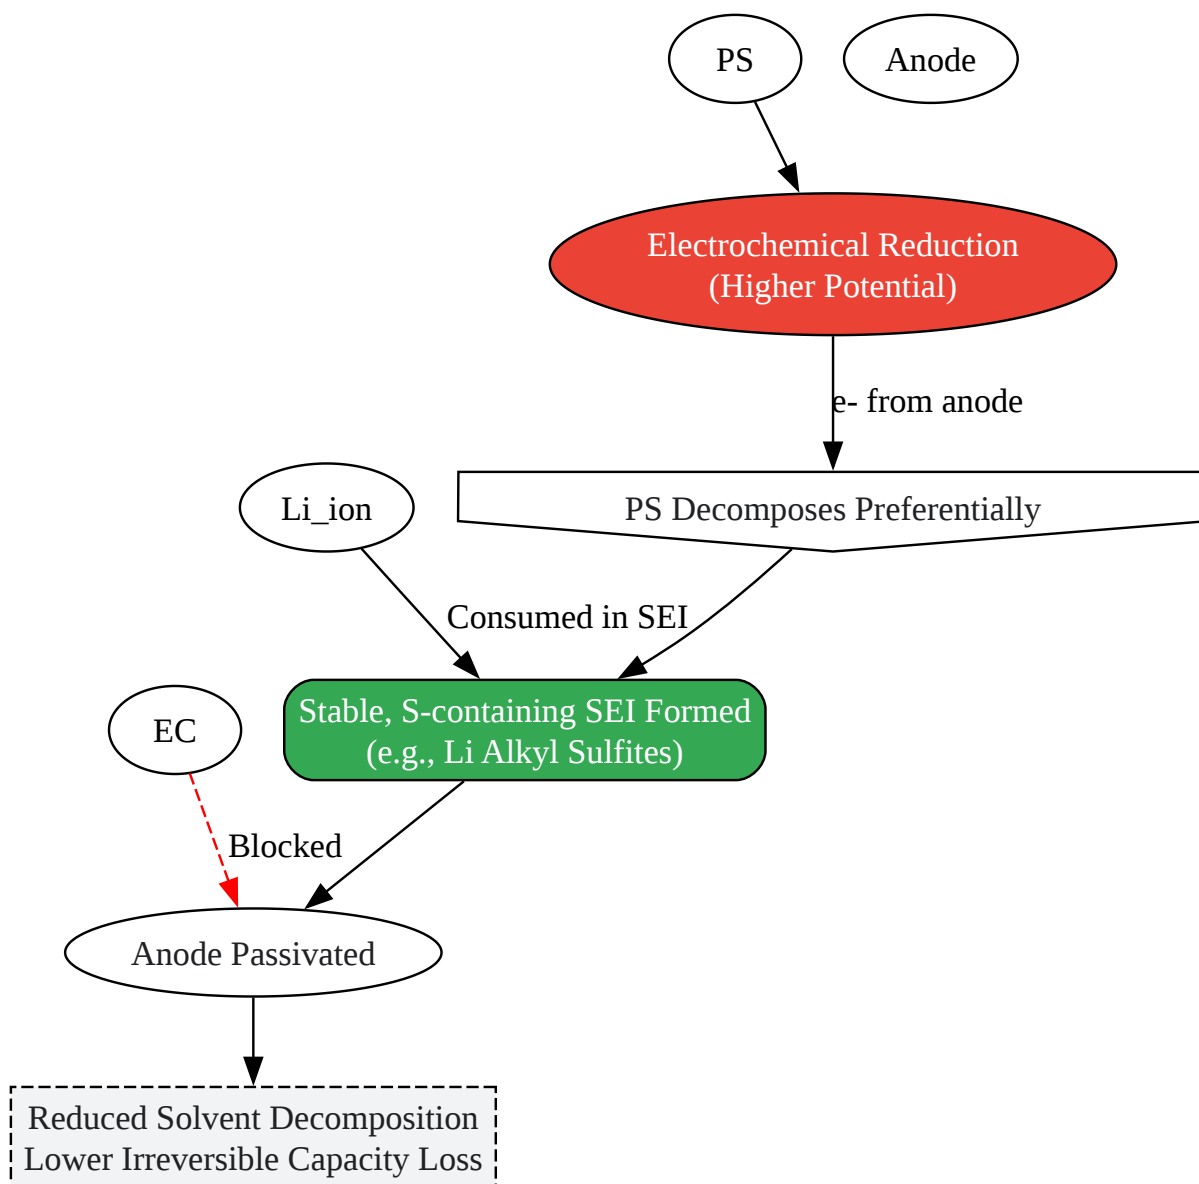 PS
Anode
Electrochemical Reduction
(Higher Potential)
e- from anode
Li_ion
PS Decomposes Preferentially
Consumed in SEI
Stable, S-containing SEI Formed
(e.g., Li Alkyl Sulfites)
EC
Blocked
Anode Passivated
Reduced Solvent Decomposition
Lower Irreversible Capacity Loss